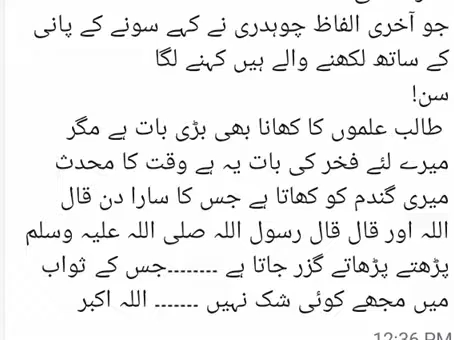 جو آخری الفاظ چوہدری نے کہے سونے کے پانی
کے ساتھ لکھنے والے ہیں کہنے لگا
سن!
طالب علموں کا کھانا بھی بڑی بات ہے مگر
میرے لئے فخر کی بات یہ ہے وقت کا محدث
میری گندم کو کھاتا ہے جس کا سارا دن قال
اللہ اور قال قال رسول اللہ صلی اللہ علیہ وسلم
پڑھتے پڑھاتے گزر جاتا ہے ........جس کے ثواب
میں مجھے کوئی شک نہیں ....... اللہ اکبر
12:36 PM